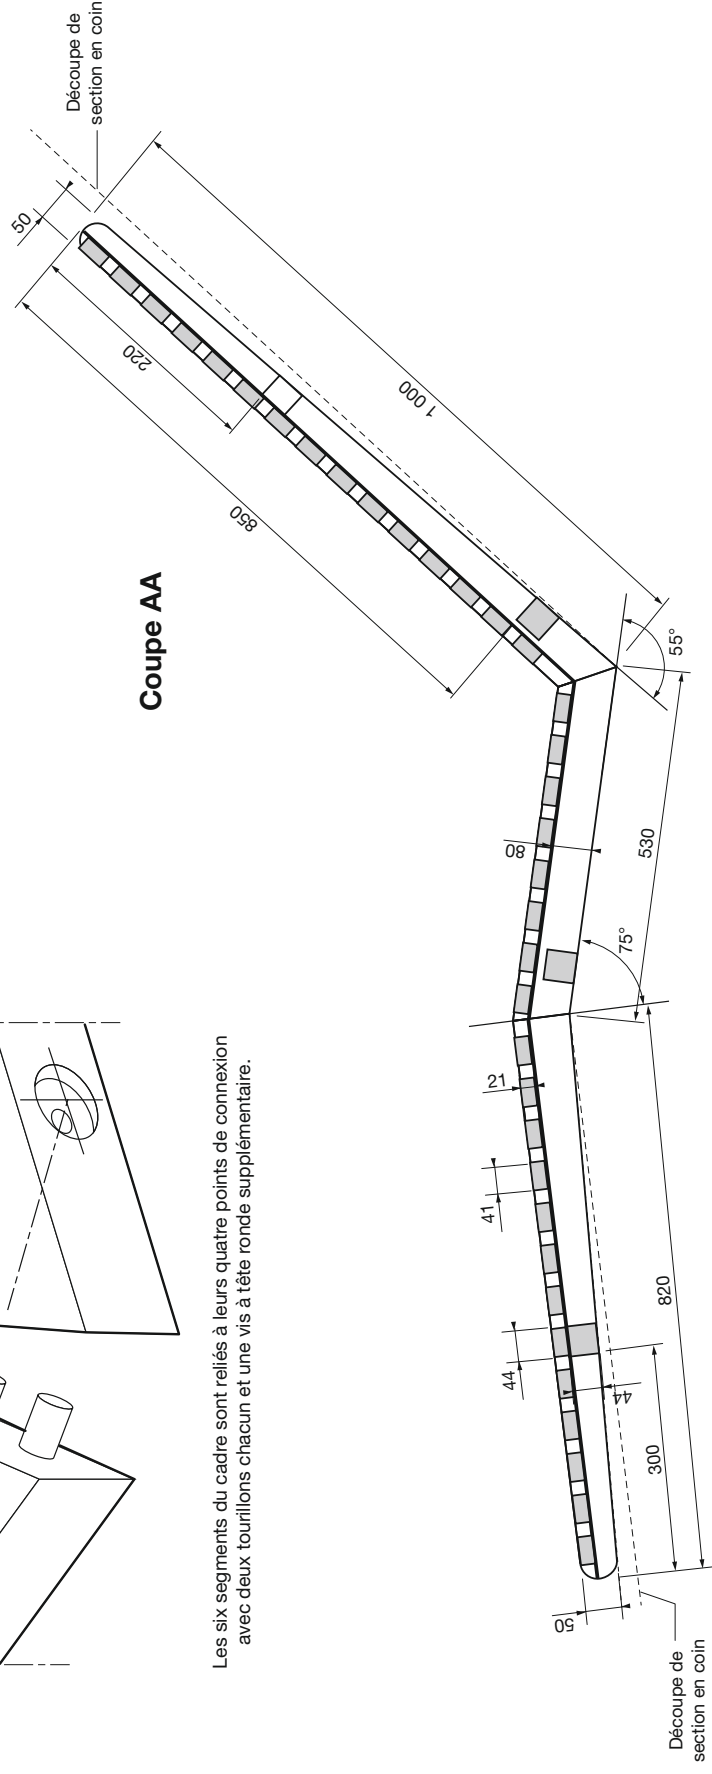 Découpe de
section en coin
50
220
850
1 000
Coupe AA
55°
530
80
75°
Les six segments du cadre sont reliés à leurs quatre points de connexion
avec deux tourillons chacun et une vis à tête ronde supplémentaire.
21
41
44
44
820
300
50
Découpe de
section en coin